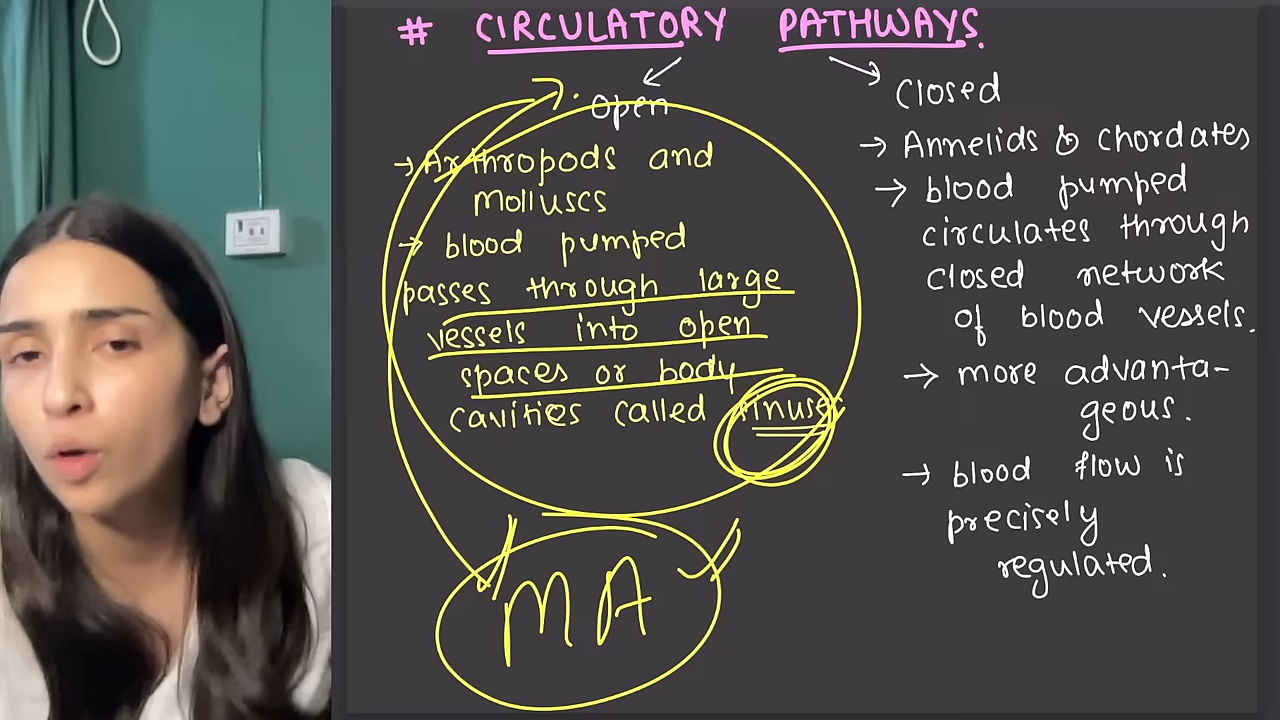 # CIRCULATORY PATHWAYS.
Open
→ Arthropods and
Molluscs
→ blood pumped
passes through large
vessels into open
spaces or body
cavities called sinuses
MA
Closed
→ Annelids & chordates
→ blood pumped
circulates through
closed network
of blood vessels.
→ more advanta-
geous.
→ blood flow is
precisely
regulated.